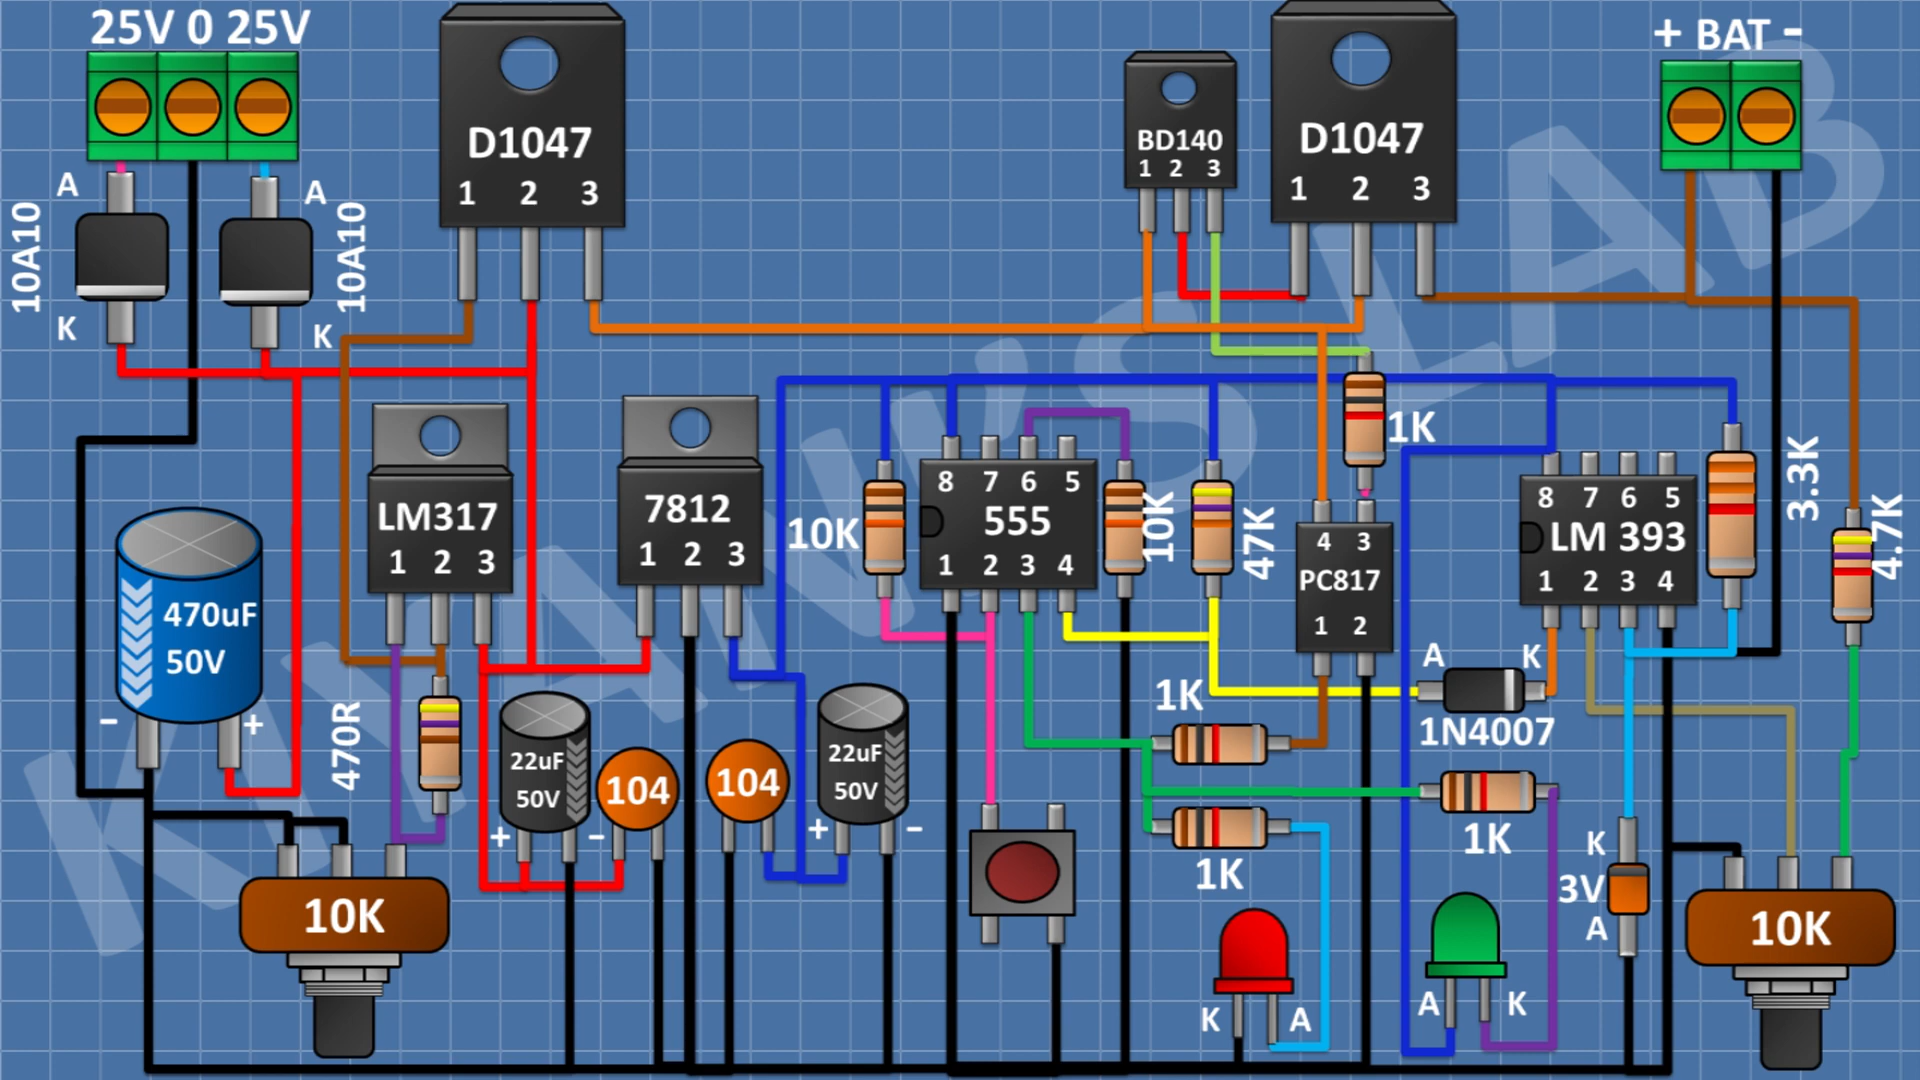 25V 0 25V
+ BAT -
D1047
1 2 3
BD140
1 2 3
D1047
1 2 3
A
A
10A10
10A10
K
K
LM317
1 2 3
7812
1 2 3
10K
8 7 6 5
555
1 2 3 4
10K
47K
1K
4 3
PC817
1 2
8 7 6 5
LM 393
1 2 3 4
3.3K
4.7K
470uF
50V
- +
470R
22uF
50V
+ -
104
104
22uF
50V
+ -
1K
A K
1N4007
1K
1K
K
3V
A
10K
10K
K A
A K
KHAW'S LAB